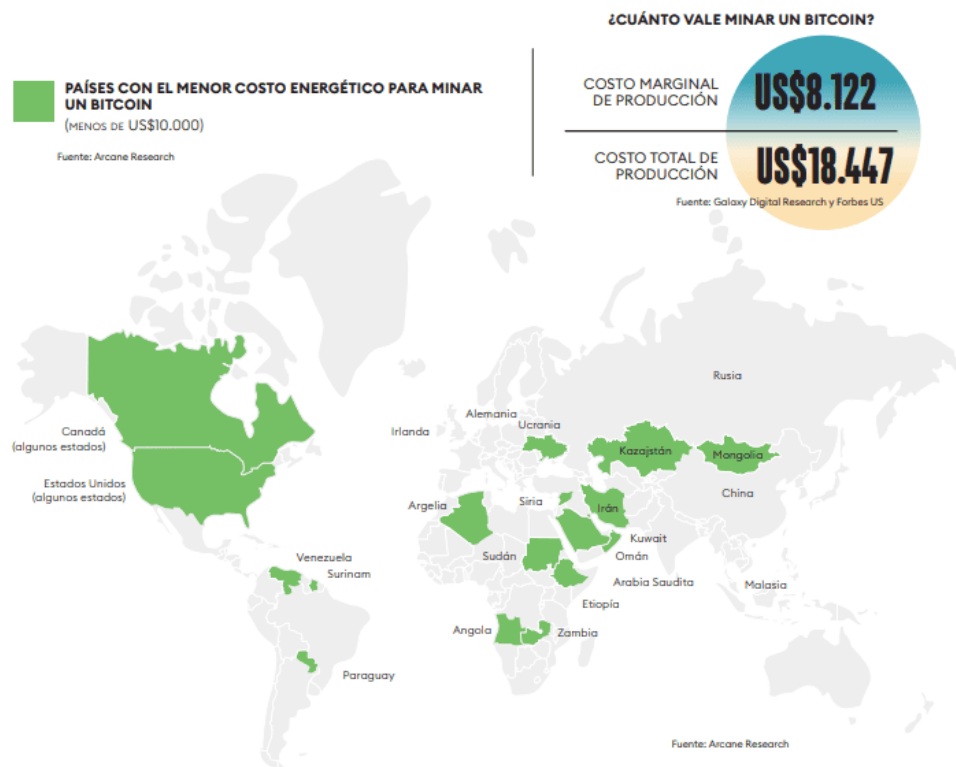 ¿CUÁNTO VALE MINAR UN BITCOIN?
COSTO MARGINAL
DE PRODUCCIÓN
US$8.122
COSTO TOTAL DE
PRODUCCIÓN
US$18.447
Fuente: Galaxy Digital Research y Forbes US
PAÍSES CON EL MENOR COSTO ENERGÉTICO PARA MINAR
UN BITCOIN
(MENOS DE US$10.000)
Fuente: Arcane Research
Rusia
Alemania
Ucrania
Irlanda
Canadá
(algunos estados)
Kazajstán
Mongolia
Estados Unidos
(algunos estados)
China
Argelia
Siria
Irán
Kuwait
Sudán
Omán
Venezuela
Surinam
Arabia Saudita
Malasia
Etiopía
Angola
Zambia
Paraguay
Fuente: Arcane Research